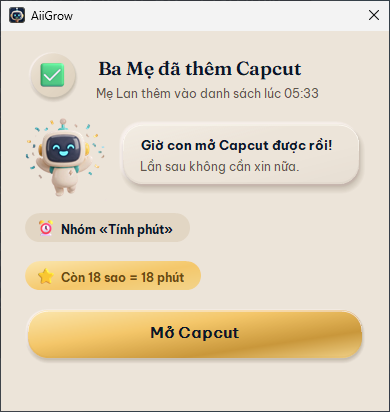 AiiGrow
Ba Mẹ đã thêm Capcut
Mẹ Lan thêm vào danh sách lúc 05:33
Giờ con mở Capcut được rồi!
Lần sau không cần xin nữa.
Nhóm «Tính phút»
Còn 18 sao = 18 phút
Mở Capcut